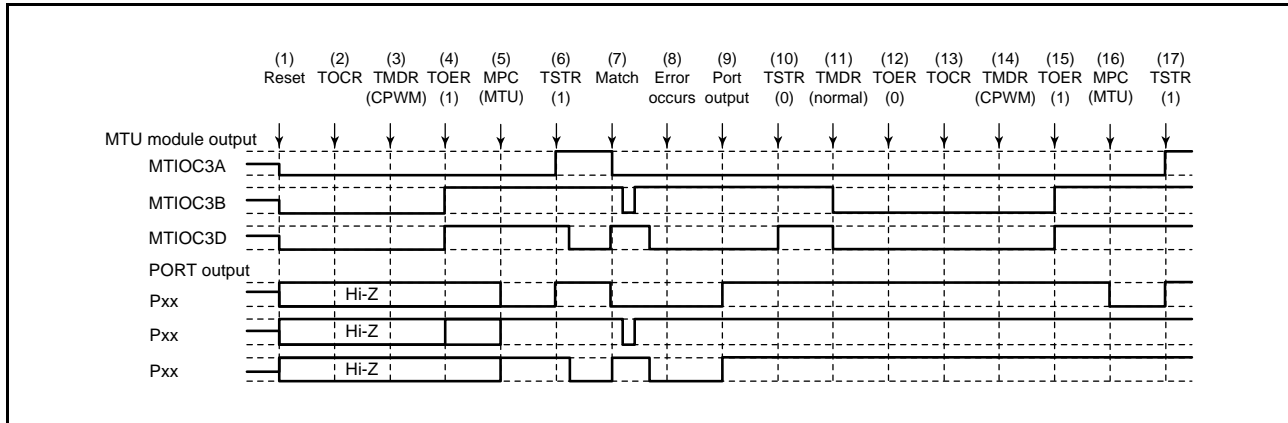 (1) (2) (3) (4) (5) (6) (7) (8) (9) (10) (11) (12) (13) (14) (15) (16) (17)
Reset TOCR TMDR TOER MPC TSTR Match Error Port TSTR TMDR TOER TOCR TMDR TOER MPC TSTR
(CPWM) (1) (MTU) (1) occurs output (0) (normal) (0) (CPWM) (1) (MTU) (1)
MTU module output
MTIOC3A
MTIOC3B
MTIOC3D
PORT output
Pxx Hi-Z
Pxx Hi-Z
Pxx Hi-Z